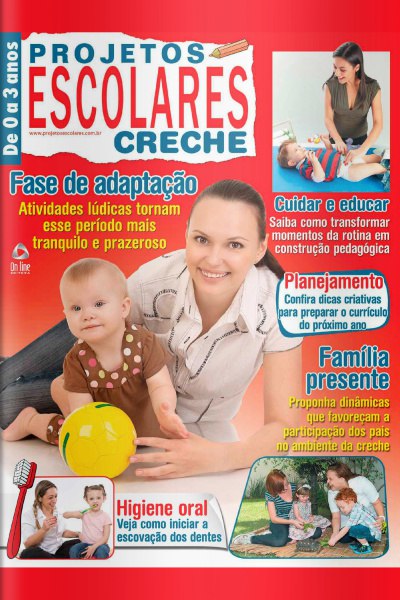 De 0 a 3 anos
PROJETOS
ESCOLARES
CRECHE
www.projetosescolares.com.br
Fase de adaptação
Atividades lúdicas tornam
esse período mais
tranquilo e prazeroso
On line
Cuidar e educar
Saiba como transformar
momentos da rotina em
construção pedagógica
Planejamento
Confira dicas criativas
para preparar o currículo
do próximo ano
Família
presente
Proponha dinâmicas
que favoreçam a
participação dos pais
no ambiente da creche
Higiene oral
Veja como iniciar a
escovação dos dentes